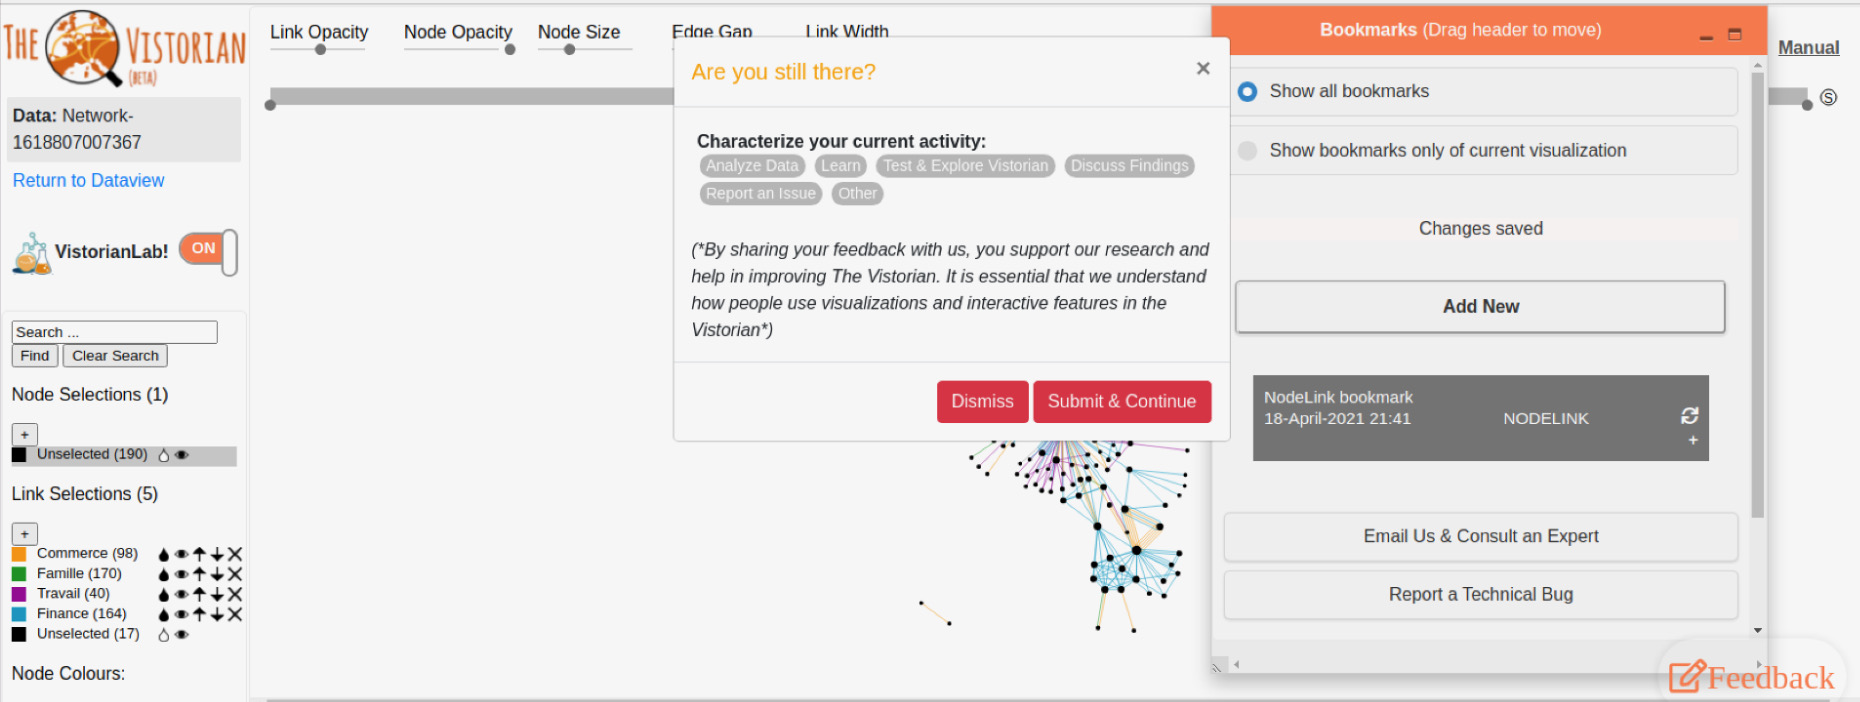 THE VISTORIAN
(BETA)
Data: Network-
1618807007367
Return to Dataview
VistorianLab!
ON
Search ...
Find
Clear Search
Node Selections (1)
+
Unselected (190)
Link Selections (5)
+
Commerce (98)
Famille (170)
Travail (40)
Finance (164)
Unselected (17)
Node Colours:
Link Opacity
Node Opacity
Node Size
Edge Gap
Link Width
Are you still there?
×
Characterize your current activity:
Analyze Data Learn Test & Explore Vistorian Discuss Findings
Report an Issue Other
(*By sharing your feedback with us, you support our research and
help in improving The Vistorian. It is essential that we understand
how people use visualizations and interactive features in the
Vistorian*)
Dismiss
Submit & Continue
Bookmarks (Drag header to move)
Show all bookmarks
Show bookmarks only of current visualization
Changes saved
Add New
NodeLink bookmark
18-April-2021 21:41 NODELINK
+
Email Us & Consult an Expert
Report a Technical Bug
Manual
Ⓢ
Feedback